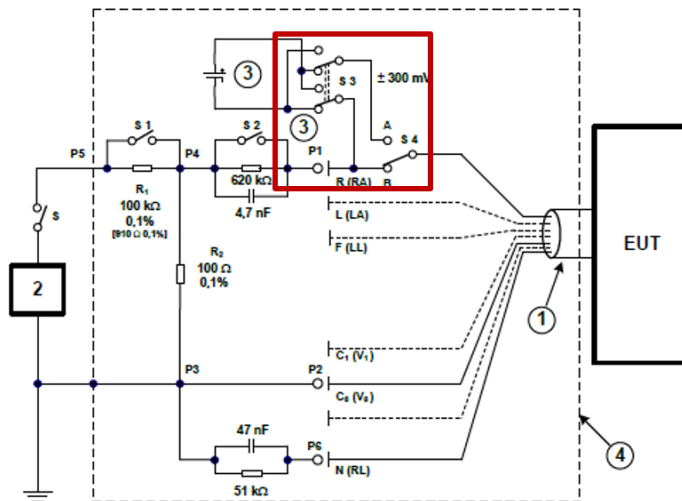 3
S 3
± 300 mV
3
A
S 4
S 1
S 2
P1
P5
P4
B
R (RA)
620 kΩ
R₁
100 kΩ
0,1%
[910 Ω 0,1%]
4,7 nF
L (LA)
S
F (LL)
EUT
R₂
100 Ω
0,1%
2
1
C₁ (V₁)
P3
P2
C₆ (V₆)
47 nF
P6
4
N (RL)
51 kΩ